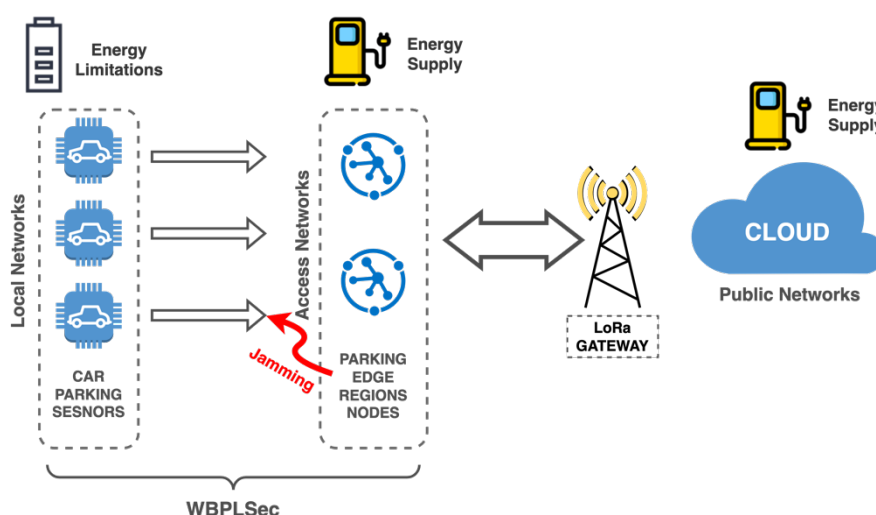 Energy
Limitations
Energy
Supply
Energy
Supply
Local Networks
CAR
PARKING
SESNORS
Access Networks
Jamming
PARKING
EDGE
REGIONS
NODES
LoRa
GATEWAY
CLOUD
Public Networks
WBPLSec